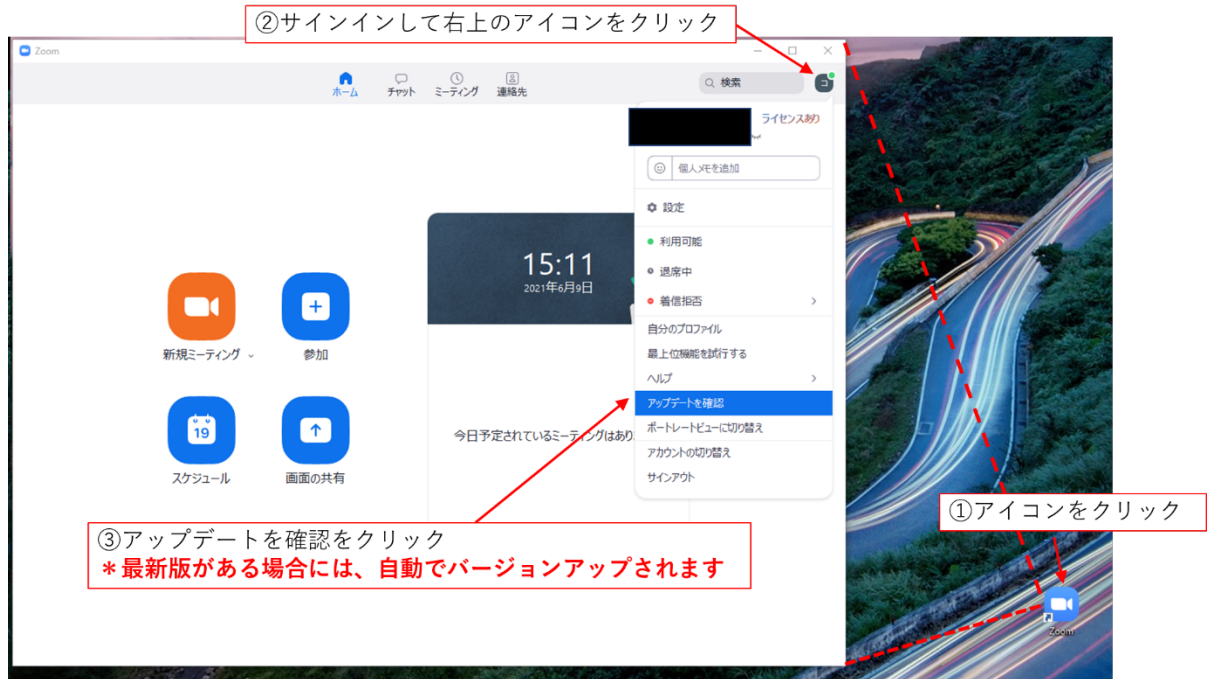 ②サインインして右上のアイコンをクリック
Zoom
ホーム
チャット
ミーティング
連絡先
検索
コ
ライセンスあり
個人メモを追加
設定
利用可能
退席中
着信拒否
自分のプロファイル
最上位機能を試行する
ヘルプ
アップデートを確認
ポートレートビューに切り替え
アカウントの切り替え
サインアウト
15:11
2021年6月9日
新規ミーティング
参加
19
スケジュール
画面の共有
今日予定されているミーティングはあり
①アイコンをクリック
③アップデートを確認をクリック
＊最新版がある場合には、自動でバージョンアップされます
Zoom